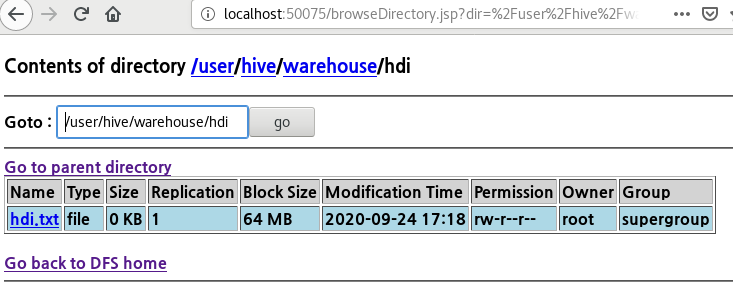 localhost:50075/browseDirectory.jsp?dir=%2Fuser%2Fhive%2Fwa
Contents of directory /user/hive/warehouse/hdi
Goto : /user/hive/warehouse/hdi go
Go to parent directory
Name Type Size Replication Block Size Modification Time Permission Owner Group
hdi.txt file 0 KB 1 64 MB 2020-09-24 17:18 rw-r--r-- root supergroup
Go back to DFS home